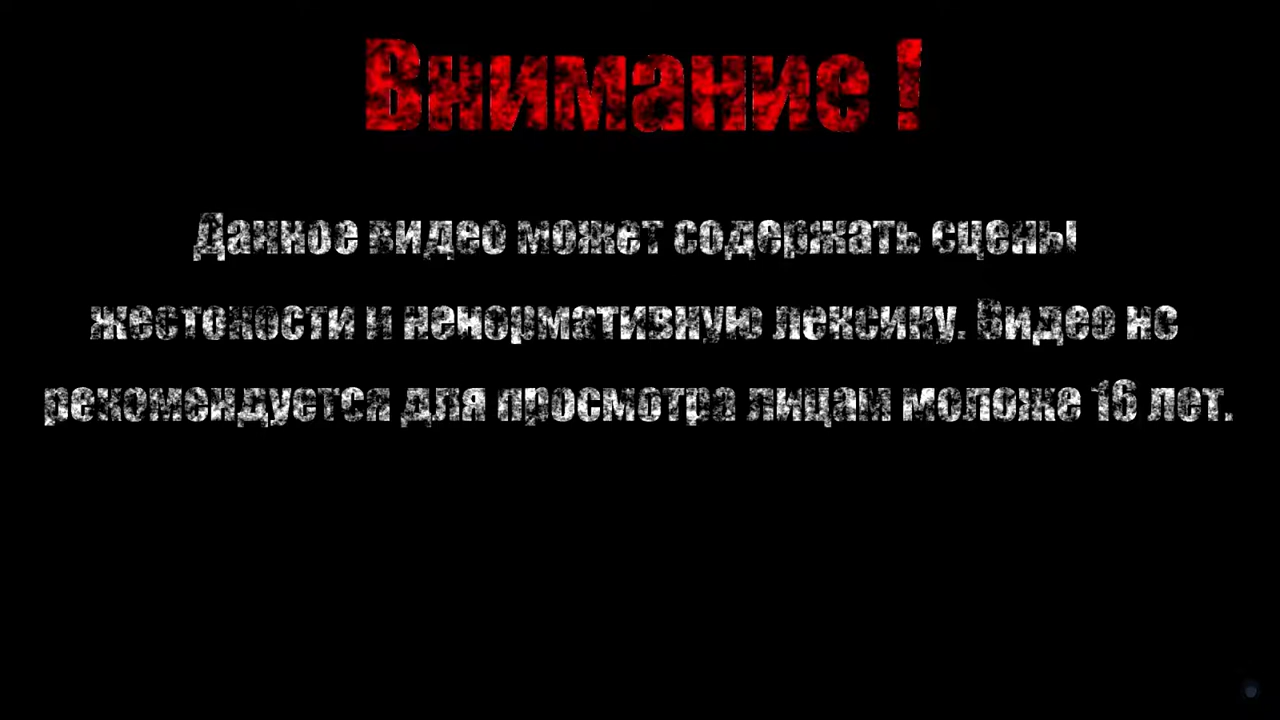 Внимание !
Данное видео может содержать сцены
жестокости и ненормативную лексику. Видео не
рекомендуется для просмотра лицам моложе 16 лет.